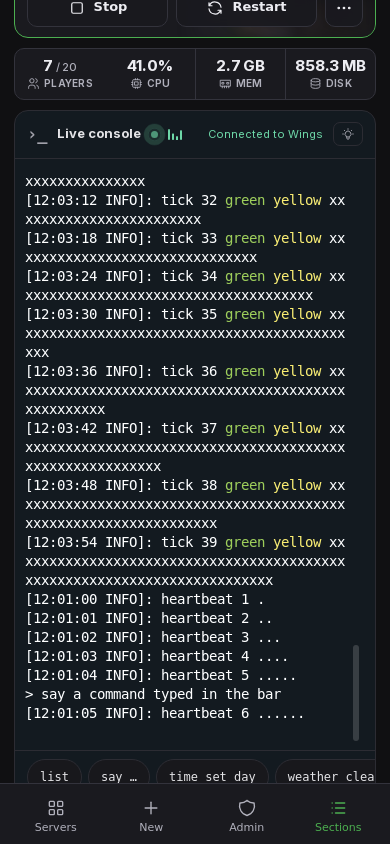 Stop Restart ...
7 / 20 41.0% 2.7 GB 858.3 MB
PLAYERS CPU MEM DISK
>_ Live console Connected to Wings
xxxxxxxxxxxxxxx
[12:03:12 INFO]: tick 32 green yellow xx
xxxxxxxxxxxxxxxxxxxxxx
[12:03:18 INFO]: tick 33 green yellow xx
xxxxxxxxxxxxxxxxxxxxxxxxxxxxx
[12:03:24 INFO]: tick 34 green yellow xx
xxxxxxxxxxxxxxxxxxxxxxxxxxxxxxxxxxxx
[12:03:30 INFO]: tick 35 green yellow xx
xxxxxxxxxxxxxxxxxxxxxxxxxxxxxxxxxxxxxxxx
xxx
[12:03:36 INFO]: tick 36 green yellow xx
xxxxxxxxxxxxxxxxxxxxxxxxxxxxxxxxxxxxxxxx
xxxxxxxxxx
[12:03:42 INFO]: tick 37 green yellow xx
xxxxxxxxxxxxxxxxxxxxxxxxxxxxxxxxxxxxxxxx
xxxxxxxxxxxxxxxxx
[12:03:48 INFO]: tick 38 green yellow xx
xxxxxxxxxxxxxxxxxxxxxxxxxxxxxxxxxxxxxxxx
xxxxxxxxxxxxxxxxxxxxxxxx
[12:03:54 INFO]: tick 39 green yellow xx
xxxxxxxxxxxxxxxxxxxxxxxxxxxxxxxxxxxxxxxx
xxxxxxxxxxxxxxxxxxxxxxxxxxxxxxx
[12:01:00 INFO]: heartbeat 1 .
[12:01:01 INFO]: heartbeat 2 ..
[12:01:02 INFO]: heartbeat 3 ...
[12:01:03 INFO]: heartbeat 4 ....
[12:01:04 INFO]: heartbeat 5 .....
> say a command typed in the bar
[12:01:05 INFO]: heartbeat 6 ......
list say … time set day weather clea
Servers New Admin Sections